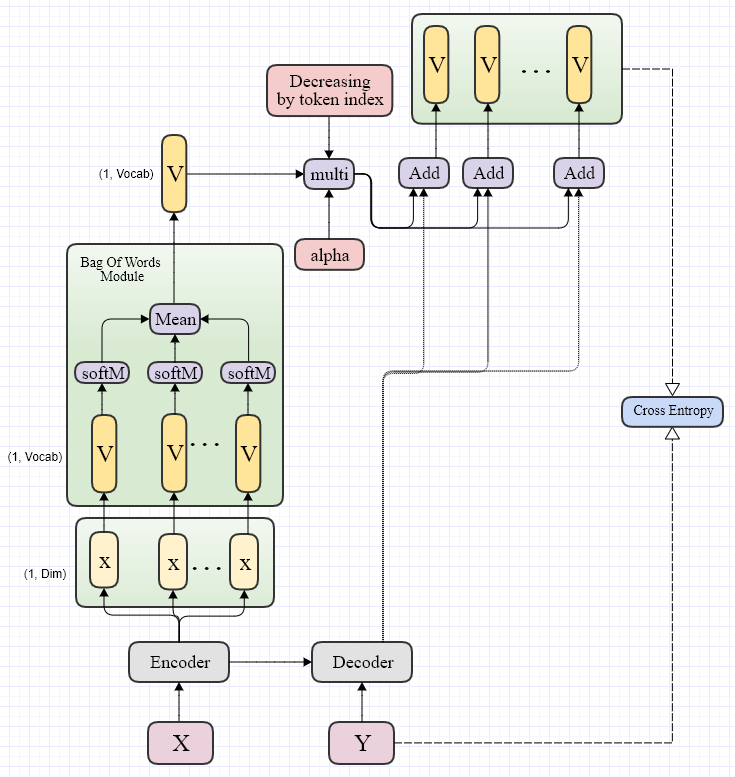 V
V
...
V
Decreasing
by token index
(1, Vocab)
V
multi
Add
Add
Add
alpha
Bag Of Words
Module
Mean
softM
softM
softM
Cross Entropy
(1, Vocab)
V
V
...
V
(1, Dim)
x
x
...
x
Encoder
Decoder
X
Y